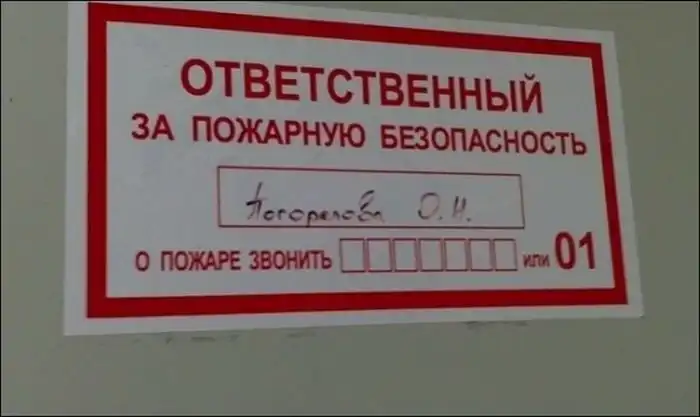 ОТВЕТСТВЕННЫЙ
ЗА ПОЖАРНУЮ БЕЗОПАСНОСТЬ
Погорелова О.Н.
О ПОЖАРЕ ЗВОНИТЬ ИЛИ 01